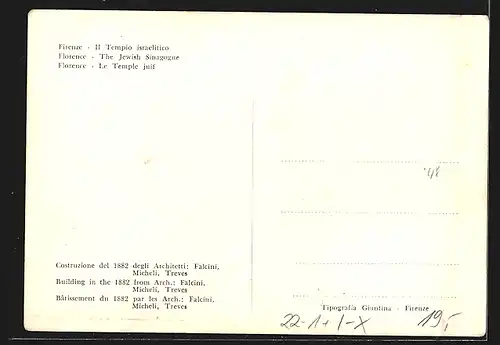 Firenze - Il Tempio israelitico
Florence - The Jewish Sinagogue
Florence - Le Temple juif
Costruzione del 1882 degli Architetti: Falcini,
Micheli, Treves
Building in the 1882 from Arch.: Falcini,
Micheli, Treves
Bâtissement du 1882 par les Arch.: Falcini,
Micheli, Treves
Tipografia Giuntina - Firenze
22-1+1-X
19,-